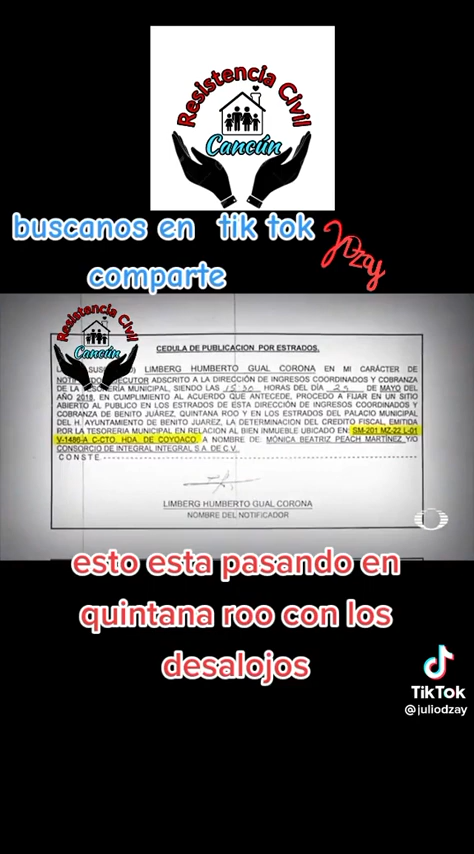 Resistencia Civil
Cancún
buscanos en tik tok
JDzay
comparte
Resistencia Civil
Cancún
CEDULA DE PUBLICACION POR ESTRADOS.
LIMBERG HUMBERTO GUAL CORONA EN MI CARÁCTER DE
ADSCRITO A LA DIRECCIÓN DE INGRESOS COORDINADOS Y COBRANZA
DE LA TESORERÍA MUNICIPAL, SIENDO LAS 15:30 HORAS DEL DÍA DE MAYO DEL
AÑO 2018, EN CUMPLIMIENTO AL ACUERDO QUE ANTECEDE, PROCEDO A FIJAR EN UN SITIO
ABIERTO AL PUBLICO EN LOS ESTRADOS DE ESTA DIRECCIÓN DE INGRESOS COORDINADOS Y
COBRANZA DE BENITO JUÁREZ, QUINTANA ROO Y EN LOS ESTRADOS DEL PALACIO MUNICIPAL
DEL H. AYUNTAMIENTO DE BENITO JUÁREZ, LA DETERMINACIÓN DEL CREDITO FISCAL, EMITIDA
POR LA TESORERIA MUNICIPAL EN RELACION AL BIEN INMUEBLE UBICADO EN: SM-201 MZ-22 L-01
V-1486-A C-CTO. HDA. DE COYOACO, A NOMBRE DE: MÓNICA BEATRIZ PEACH MARTÍNEZ Y/O
CONSORCIO DE INTEGRAL INTEGRAL S.A. DE C.V.
CONSTE.
LIMBERG HUMBERTO GUAL CORONA
NOMBRE DEL NOTIFICADOR
esto esta pasando en
quintana roo con los
desalojos
TikTok
@juliodzay